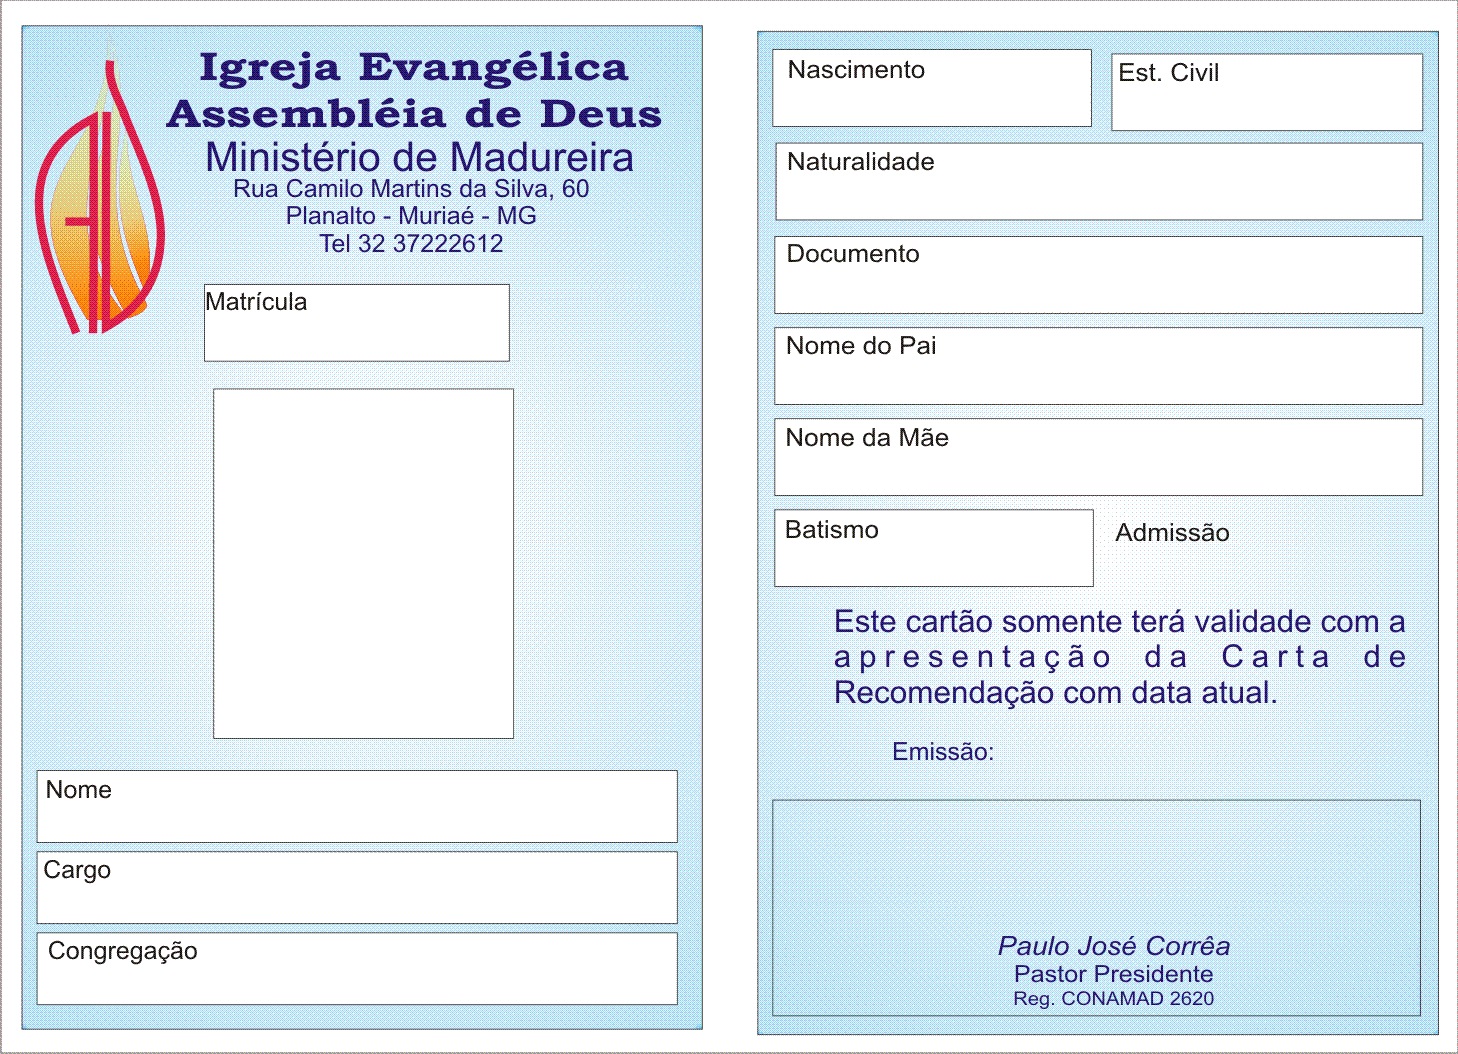 Igreja Evangélica
Assembléia de Deus
Ministério de Madureira
Rua Camilo Martins da Silva, 60
Planalto - Muriaé - MG
Tel 32 37222612
Matrícula
Nome
Cargo
Congregação
Nascimento
Est. Civil
Naturalidade
Documento
Nome do Pai
Nome da Mãe
Batismo
Admissão
Este cartão somente terá validade com a
apresentação da Carta de
Recomendação com data atual.
Emissão:
Paulo José Corrêa
Pastor Presidente
Reg. CONAMAD 2620